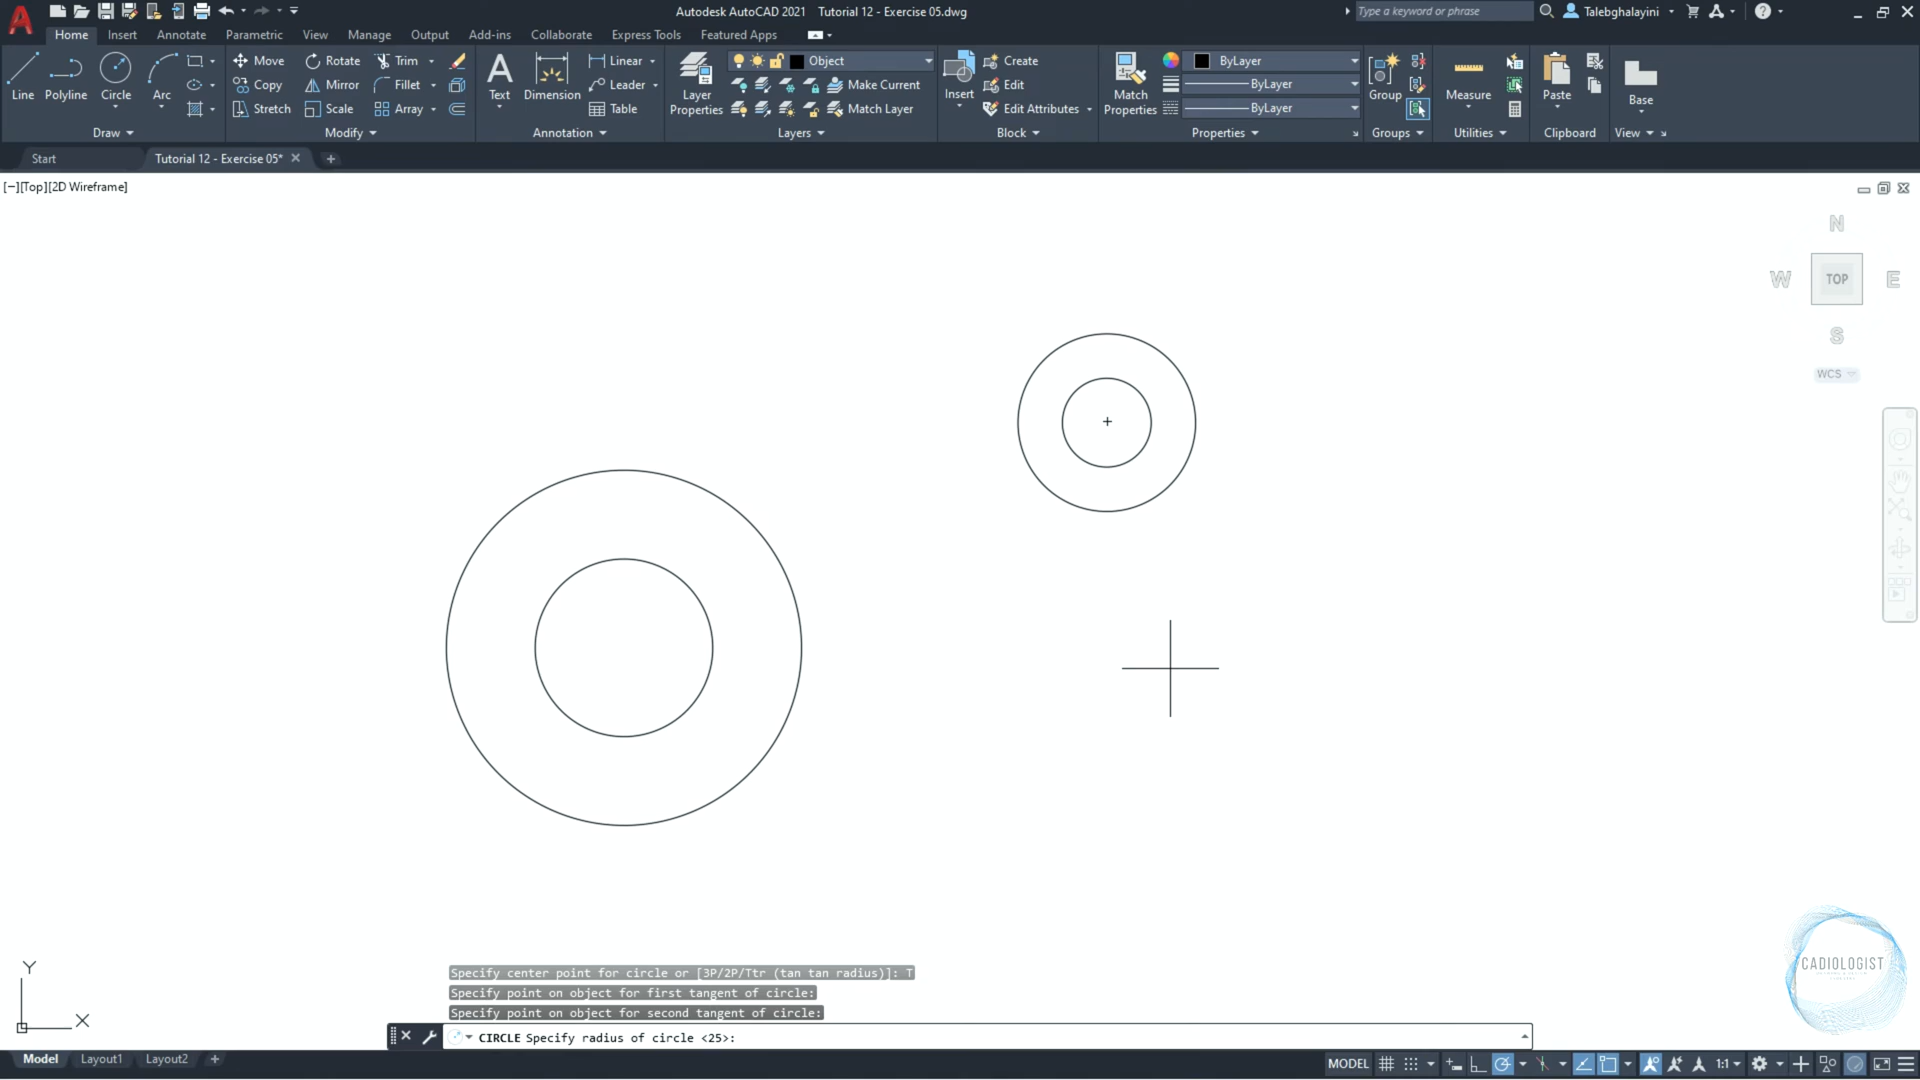 Autodesk AutoCAD 2021 Tutorial 12 - Exercise 05.dwg
Type a keyword or phrase
Talebghalayini
Home Insert Annotate Parametric View Manage Output Add-ins Collaborate Express Tools Featured Apps
Line Polyline Circle Arc
Draw
Move Rotate Trim
Copy Mirror Fillet
Stretch Scale Array
Modify
Text Dimension
Linear
Leader
Table
Annotation
Layer Properties
Object
Make Current
Match Layer
Layers
Insert
Create
Edit
Edit Attributes
Block
Match Properties
ByLayer
ByLayer
ByLayer
Properties
Group
Groups
Measure
Utilities
Paste
Clipboard
Base
View
Start Tutorial 12 - Exercise 05*
[−][Top][2D Wireframe]
N
W TOP E
S
WCS
CADIOLOGIST
Y
X
Specify center point for circle or [3P/2P/Ttr (tan tan radius)]: T
Specify point on object for first tangent of circle:
Specify point on object for second tangent of circle:
CIRCLE Specify radius of circle <25>:
Model Layout1 Layout2
MODEL 1:1